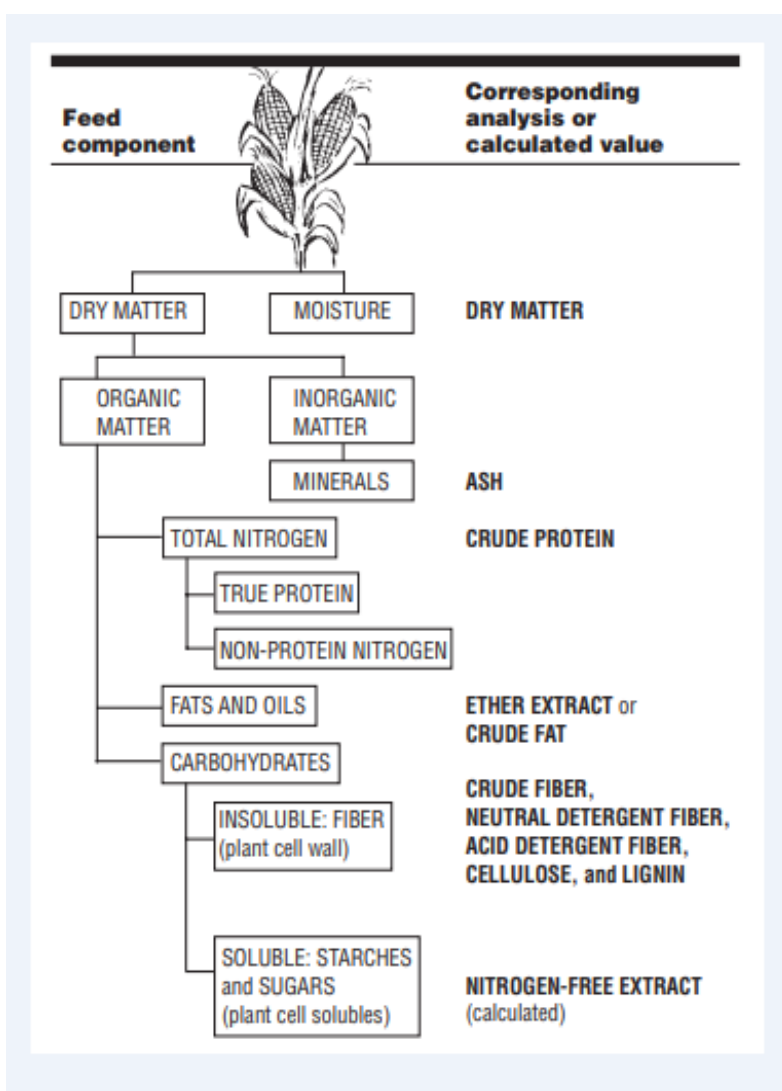 Feed
component
Corresponding
analysis or
calculated value
DRY MATTER
MOISTURE
DRY MATTER
ORGANIC
MATTER
INORGANIC
MATTER
MINERALS
ASH
TOTAL NITROGEN
CRUDE PROTEIN
TRUE PROTEIN
NON-PROTEIN NITROGEN
FATS AND OILS
ETHER EXTRACT or
CRUDE FAT
CARBOHYDRATES
INSOLUBLE: FIBER
(plant cell wall)
CRUDE FIBER,
NEUTRAL DETERGENT FIBER,
ACID DETERGENT FIBER,
CELLULOSE, and LIGNIN
SOLUBLE: STARCHES
and SUGARS
(plant cell solubles)
NITROGEN-FREE EXTRACT
(calculated)